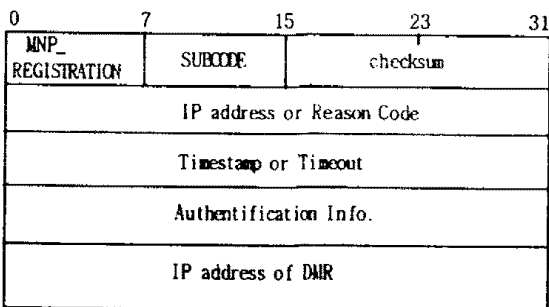 0 7 15 23 31
MNP_
REGISTRATION
SUBCODE
checksum
IP address or Reason Code
Timestamp or Timeout
Authentification Info.
IP address of DMR